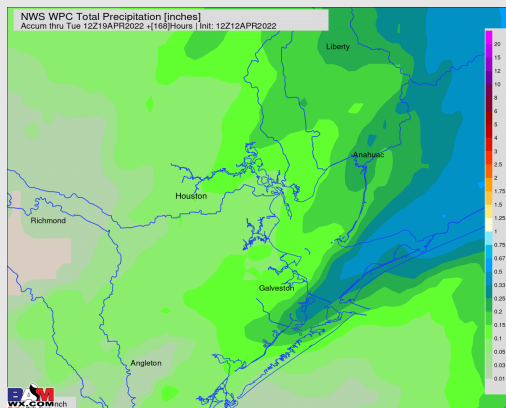 NWS WPC Total Precipitation [inches]
Accum thru Tue 12Z19APR2022 +[168]Hours | Init: 12Z12APR2022
Liberty
Anahuac
Houston
Richmond
Galveston
Angleton
20
15
12
10
8
6
5
4
3
2.5
2
1.75
1.5
1.25
1
0.75
0.67
0.5
0.33
0.25
0.2
0.15
0.1
0.05
0.03
0.01
BAM
WX.COM
inch